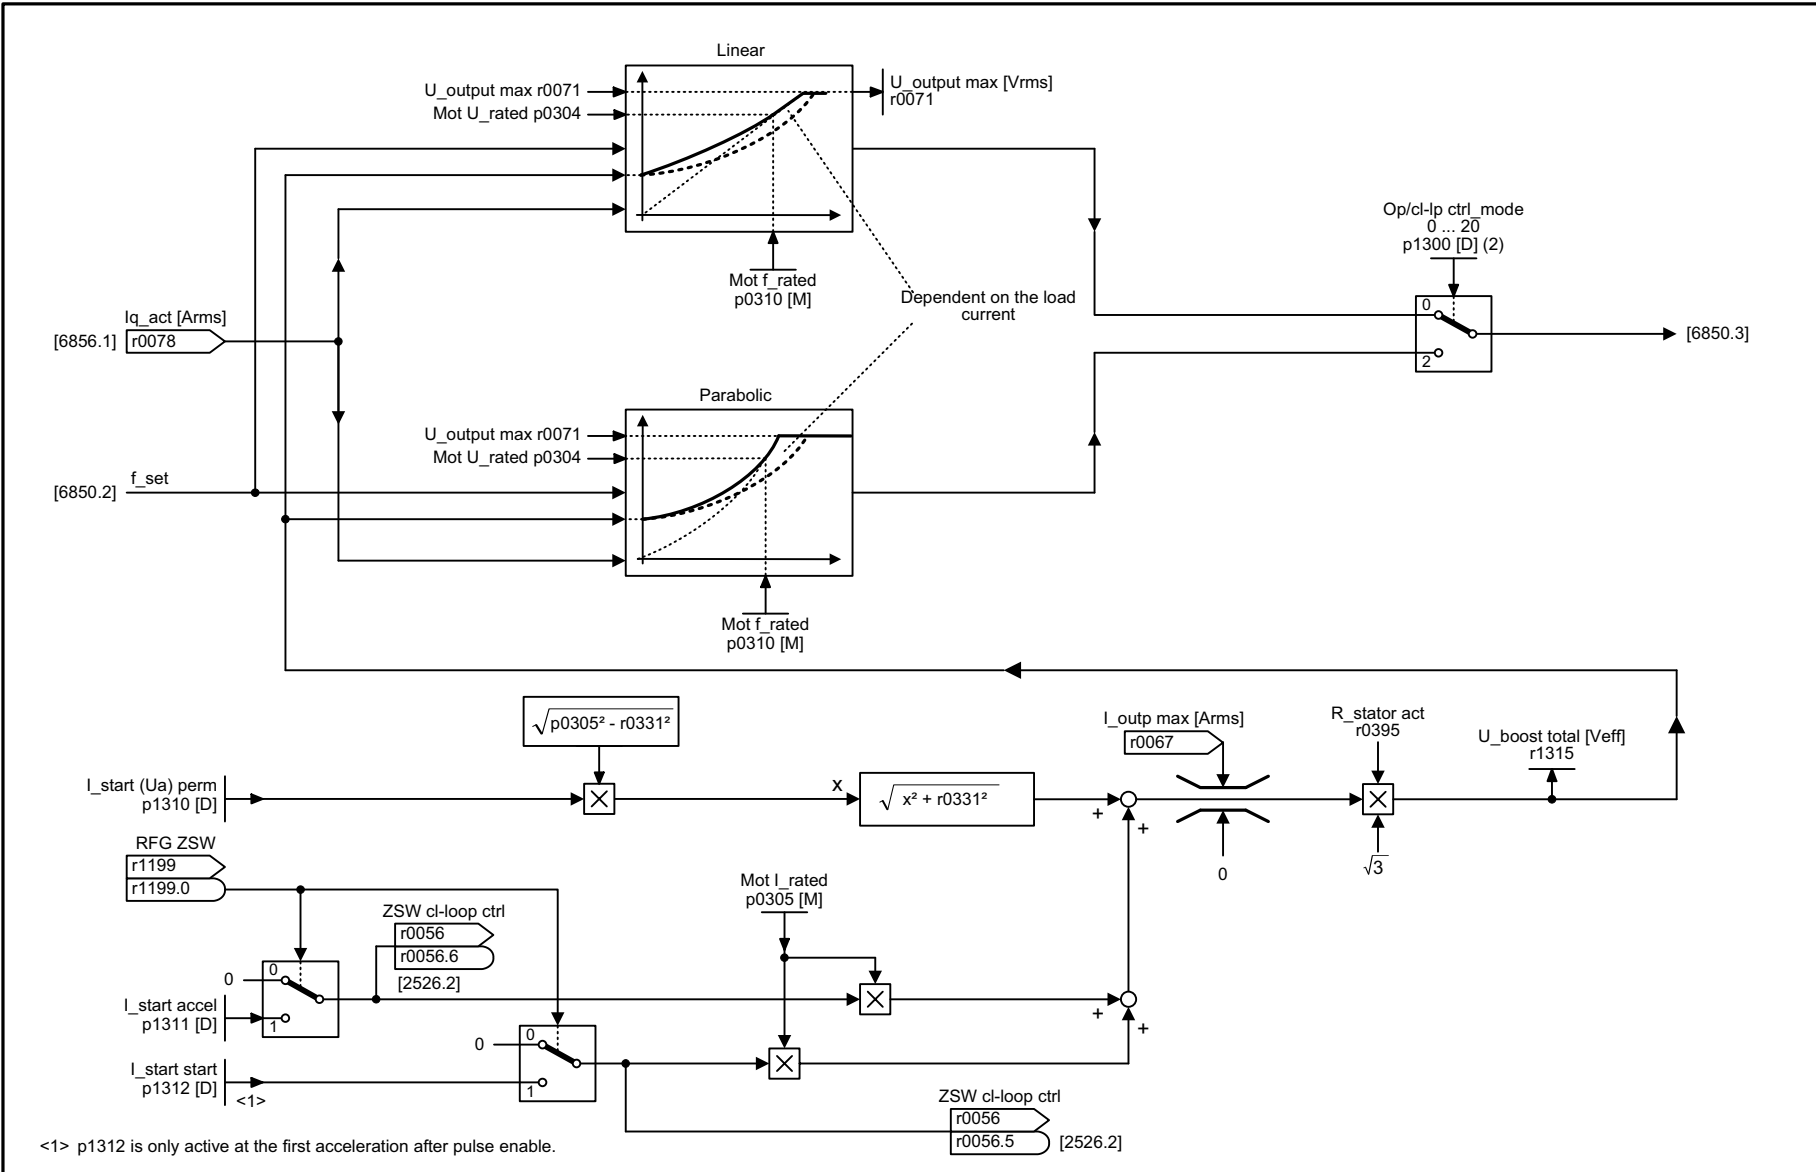 Linear
U_output max r0071
Mot U_rated p0304
U_output max [Vrms]
r0071
Mot f_rated
p0310 [M]
Op/cl-lp ctrl_mode
0 ... 20
p1300 [D] (2)
0
2
[6850.3]
Dependent on the load
current
Iq_act [Arms]
[6856.1]
r0078
Parabolic
U_output max r0071
Mot U_rated p0304
f_set
[6850.2]
Mot f_rated
p0310 [M]
√p0305² - r0331²
I_start (Ua) perm
p1310 [D]
x
√x² + r0331²
+
+
I_outp max [Arms]
r0067
0
R_stator act
r0395
√3
U_boost total [Veff]
r1315
RFG ZSW
r1199
r1199.0
ZSW cl-loop ctrl
r0056
r0056.6
[2526.2]
Mot I_rated
p0305 [M]
0
0
I_start accel
p1311 [D]
1
+
+
0
0
I_start start
p1312 [D]
<1>
1
ZSW cl-loop ctrl
r0056
r0056.5
[2526.2]
<1> p1312 is only active at the first acceleration after pulse enable.